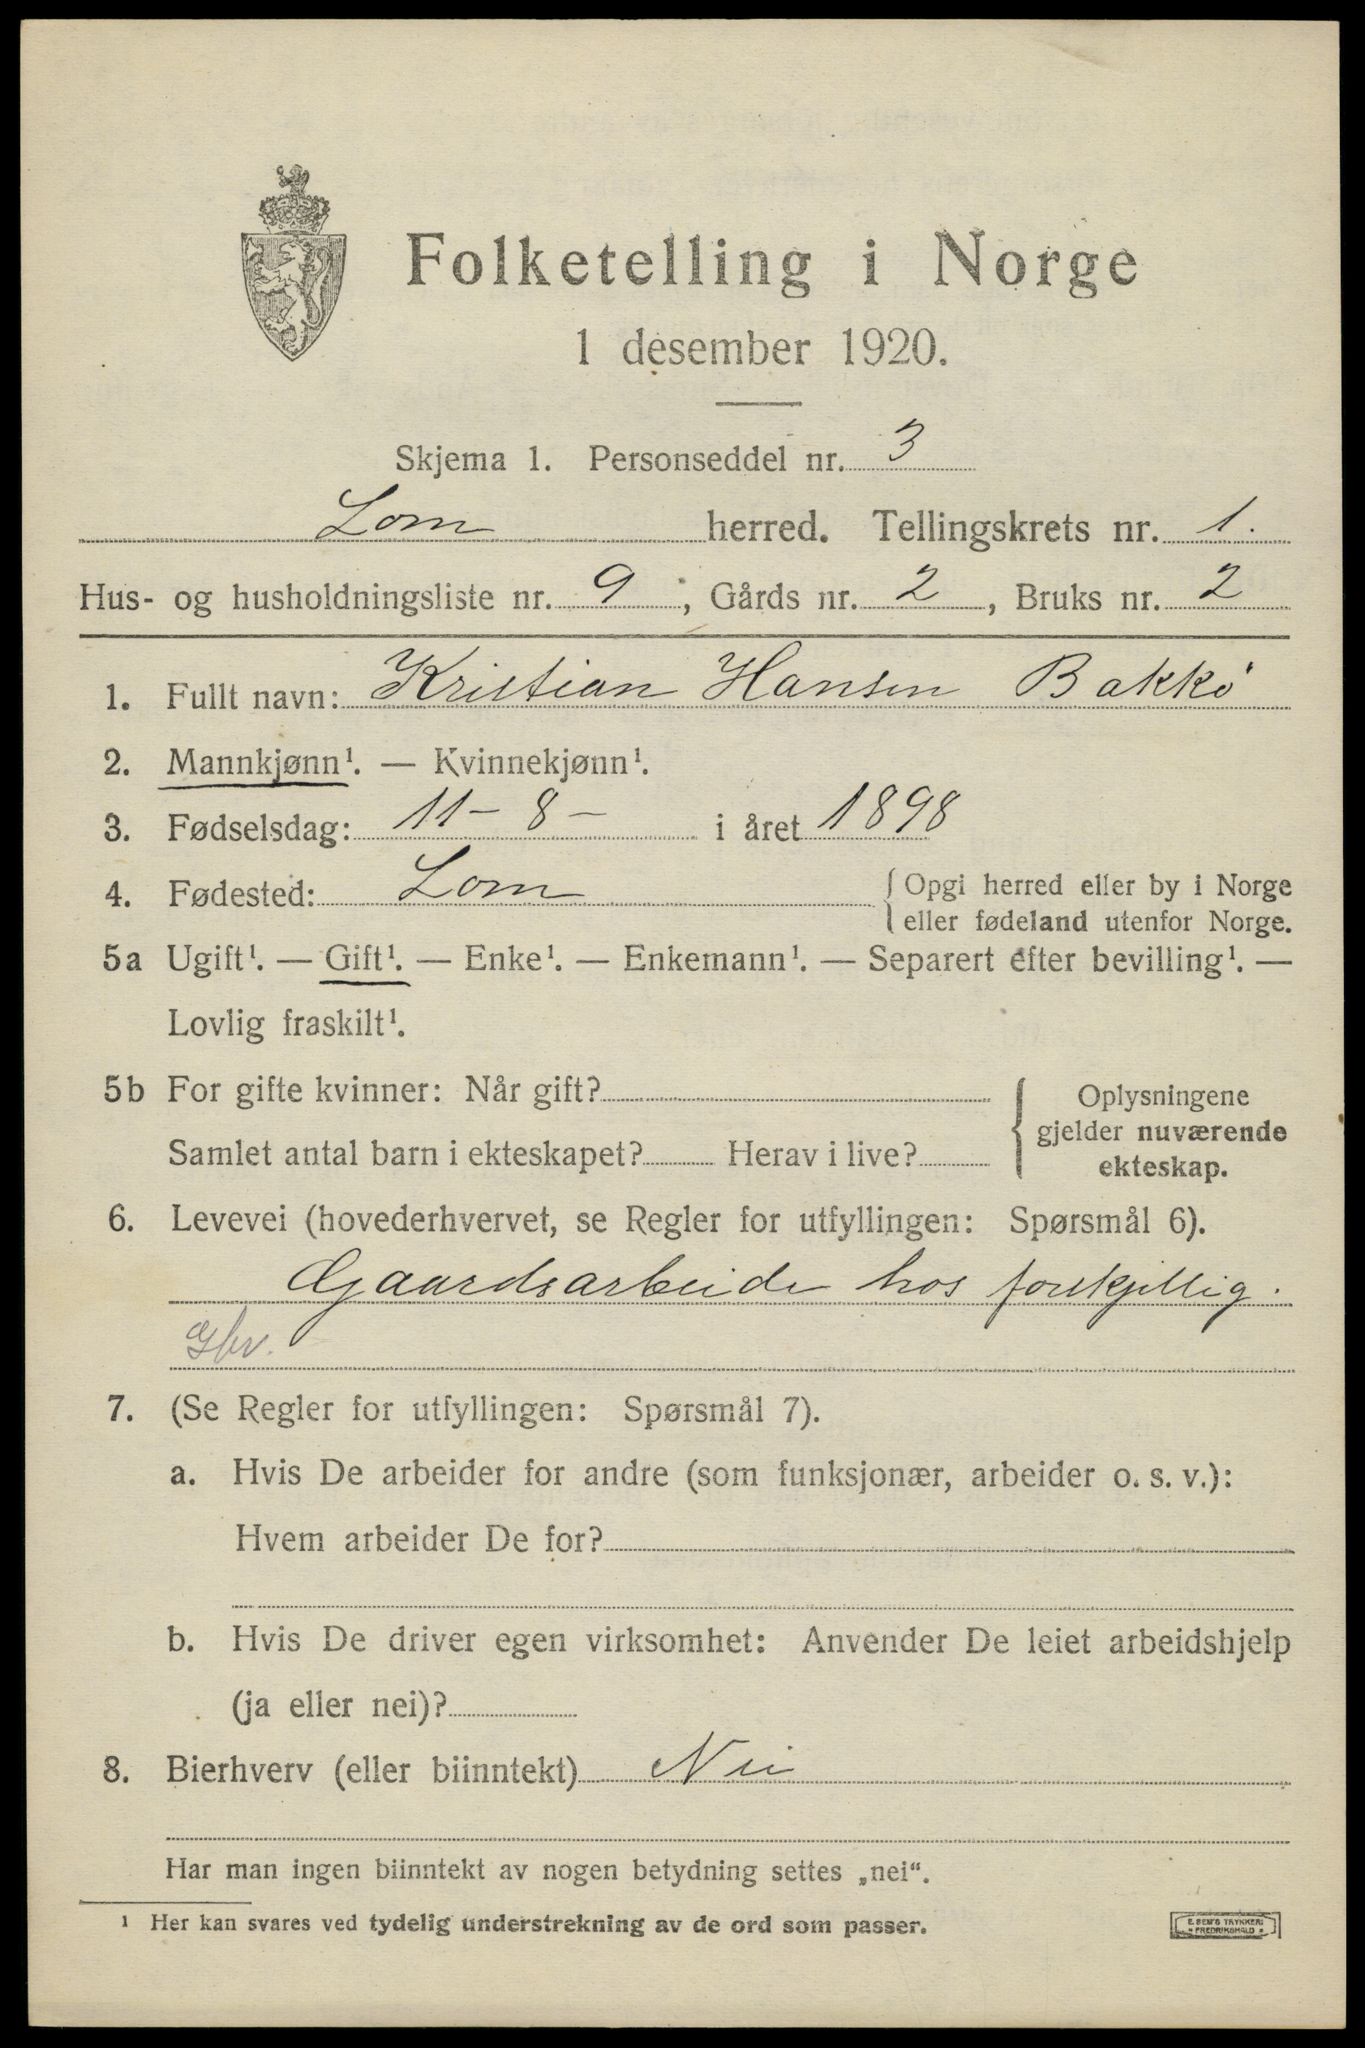 Folketelling i Norge
1 desember 1920.
Skjema 1. Personseddel nr. 3
Lom herred. Tellingskrets nr. 1.
Hus- og husholdningsliste nr. 9 ; Gårds nr. 2 , Bruks nr. 2
1. Fullt navn: Kristian Hansen Bakkö
2. Mannkjønn¹. — Kvinnekjønn¹.
3. Fødselsdag: 11 – 8 – i året 1898
4. Fødested: Lom { Opgi herred eller by i Norge
eller fødeland utenfor Norge.
5a Ugift¹. — Gift¹. — Enke¹. — Enkemann¹. — Separert efter bevilling¹. —
Lovlig fraskilt¹.
5b For gifte kvinner: Når gift?
Samlet antal barn i ekteskapet? Herav i live?
{ Oplysningene
gjelder nuværende
ekteskap.
6. Levevei (hovederhvervet, se Regler for utfyllingen: Spørsmål 6).
Gaardsarbeide hos forskjellig.
Gbr.
7. (Se Regler for utfyllingen: Spørsmål 7).
a. Hvis De arbeider for andre (som funksjonær, arbeider o. s. v.):
Hvem arbeider De for?
b. Hvis De driver egen virksomhet: Anvender De leiet arbeidshjelp
(ja eller nei)?
8. Bierhverv (eller biinntekt) Nei
Har man ingen biinntekt av nogen betydning settes „nei“.
¹ Her kan svares ved tydelig understrekning av de ord som passer.
E. SEM'S TRYKKERI
* FREDRIKSHALD *